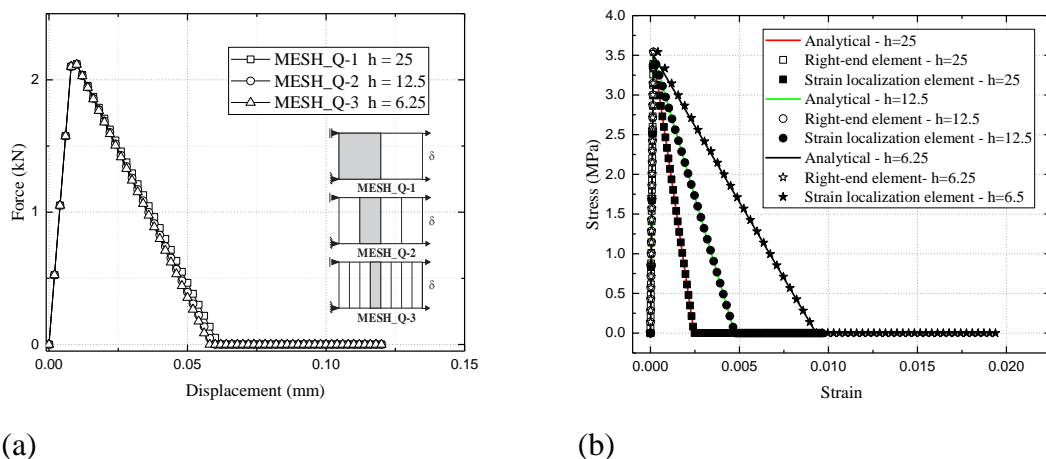 MESH_Q-1 h = 25
MESH_Q-2 h = 12.5
MESH_Q-3 h = 6.25
2
1
0
Force (kN)
δ
MESH_Q-1
δ
MESH_Q-2
δ
MESH_Q-3
0.00 0.05 0.10 0.15
Displacement (mm)
(a)
4.0
3.5
3.0
2.5
2.0
1.5
1.0
0.5
0.0
Stress (MPa)
Analytical - h=25
Right-end element - h=25
Strain localization element - h=25
Analytical - h=12.5
Right-end element - h=12.5
Strain localization element - h=12.5
Analytical - h=6.25
Right-end element- h=6.25
Strain localization element - h=6.5
0.000 0.005 0.010 0.015 0.020
Strain
(b)